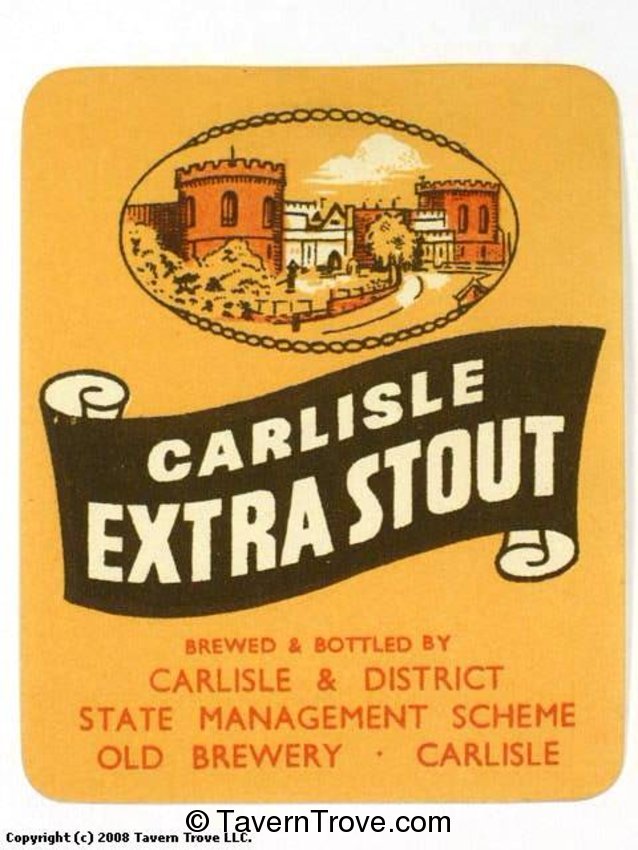 CARLISLE
EXTRA STOUT
BREWED & BOTTLED BY
CARLISLE & DISTRICT
STATE MANAGEMENT SCHEME
OLD BREWERY · CARLISLE
© TavernTrove.com
Copyright (c) 2008 Tavern Trove LLC.